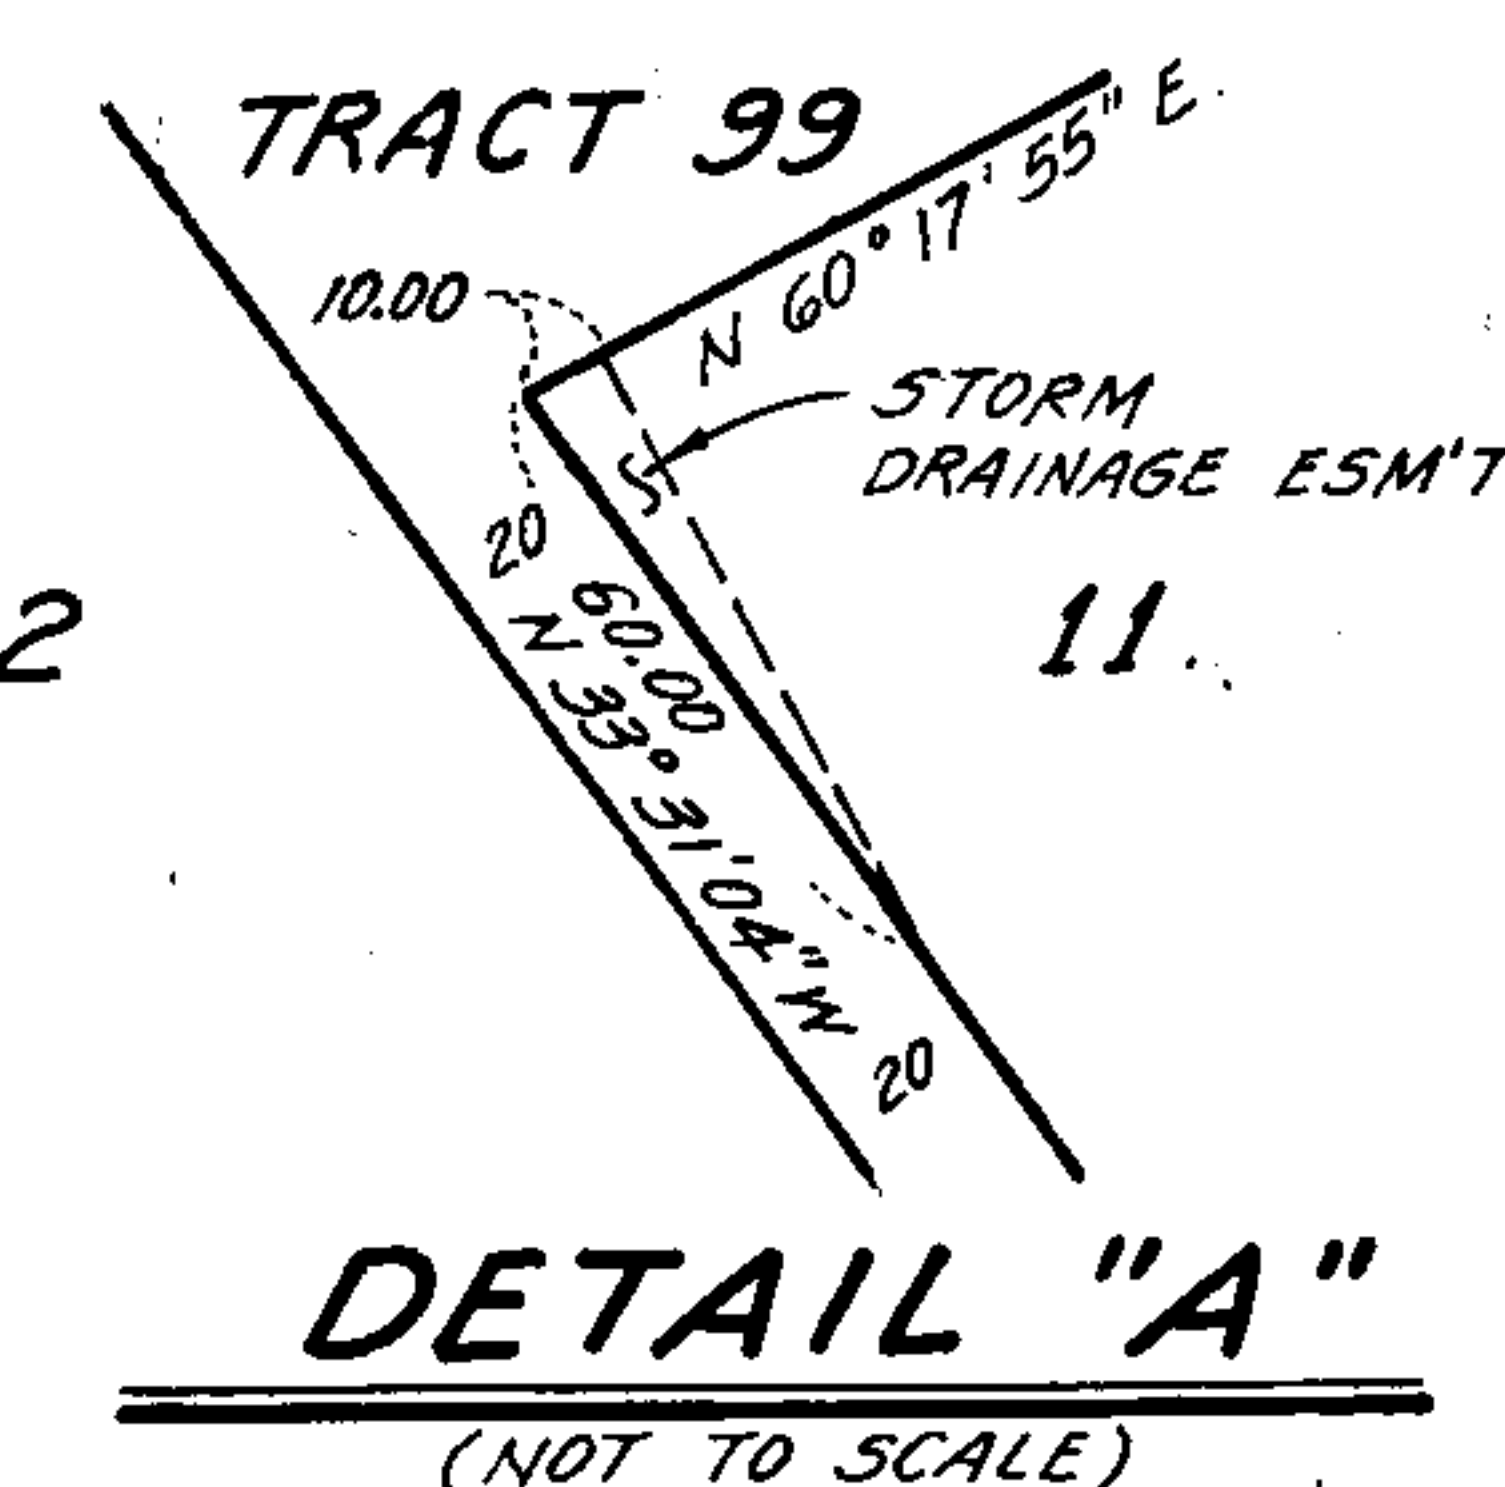 TRACT 99
N 60° 17' 55" E
10.00
STORM
DRAINAGE ESM'T
20
60.00
N 33° 31' 04" W
2
11
20
DETAIL "A"
(NOT TO SCALE)